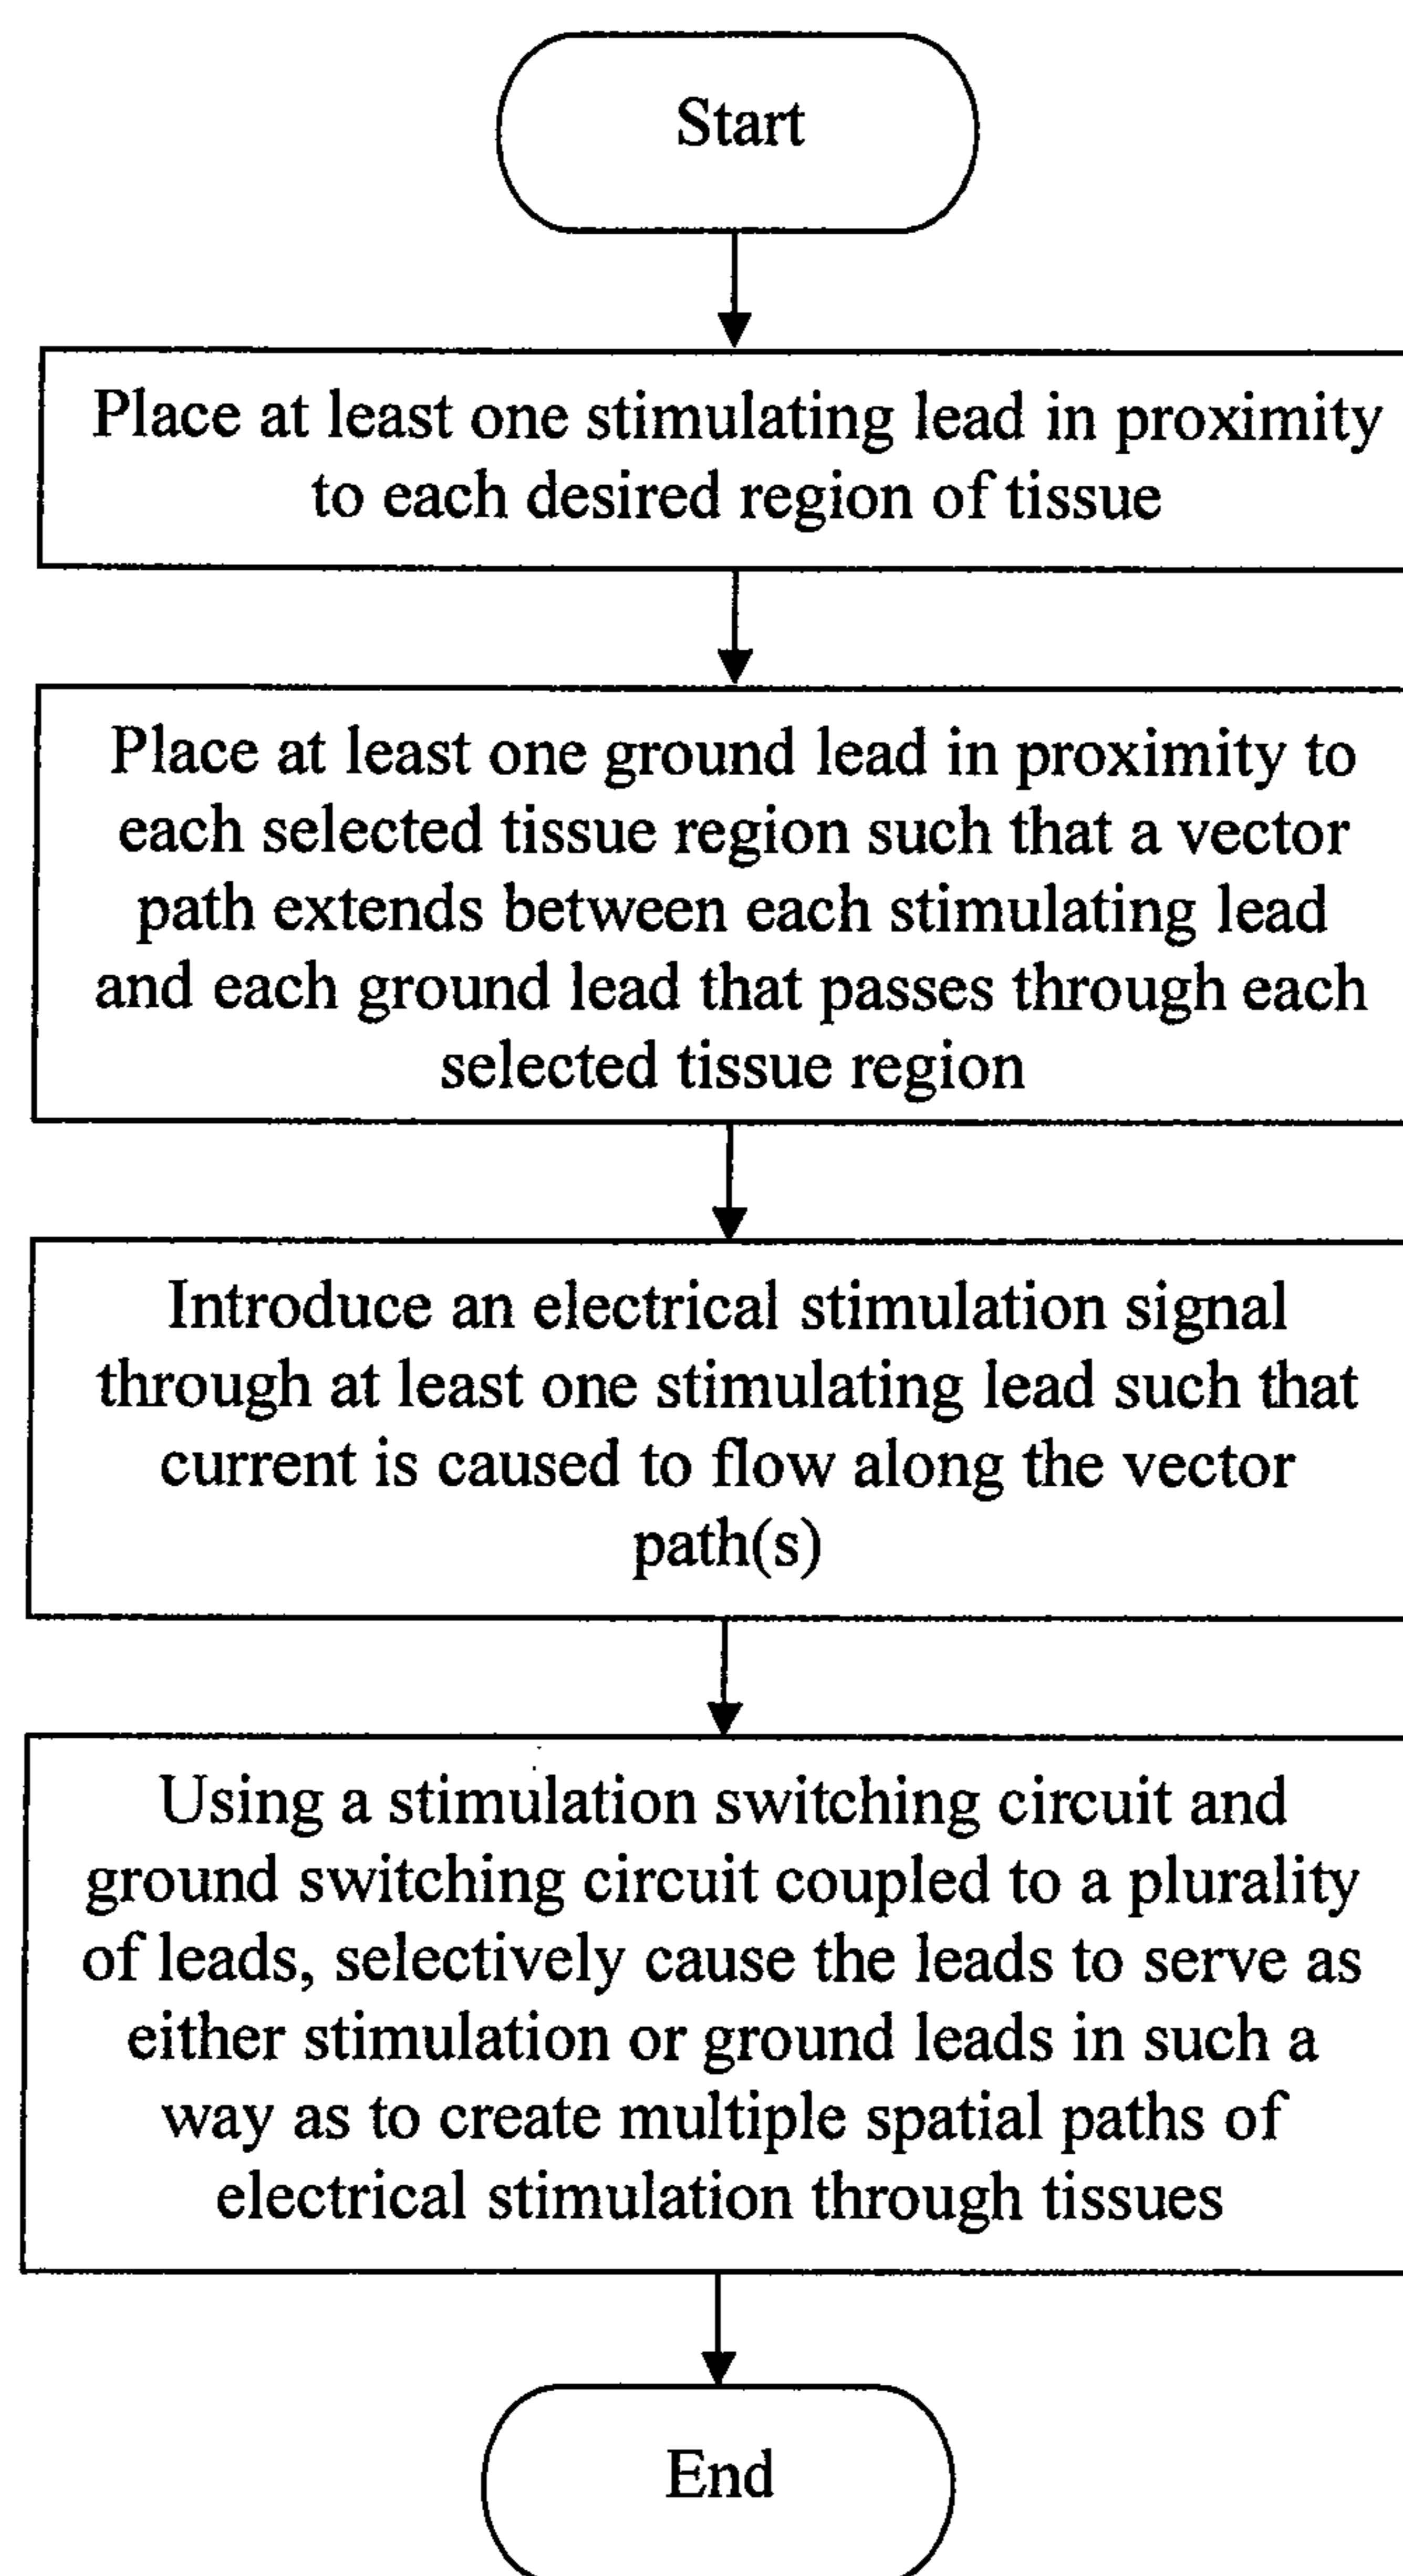 Start
Place at least one stimulating lead in proximity
to each desired region of tissue
Place at least one ground lead in proximity to
each selected tissue region such that a vector
path extends between each stimulating lead
and each ground lead that passes through each
selected tissue region
Introduce an electrical stimulation signal
through at least one stimulating lead such that
current is caused to flow along the vector
path(s)
Using a stimulation switching circuit and
ground switching circuit coupled to a plurality
of leads, selectively cause the leads to serve as
either stimulation or ground leads in such a
way as to create multiple spatial paths of
electrical stimulation through tissues
End